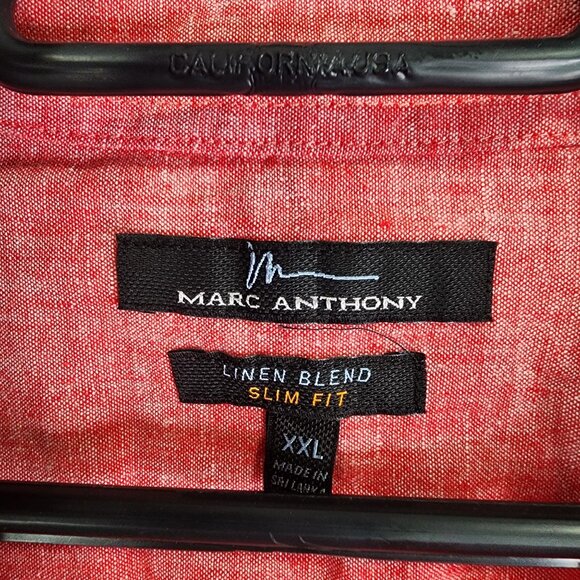 CALIFORNIA/USA
MARC ANTHONY
LINEN BLEND
SLIM FIT
XXL
MADE IN
SRI LANKA